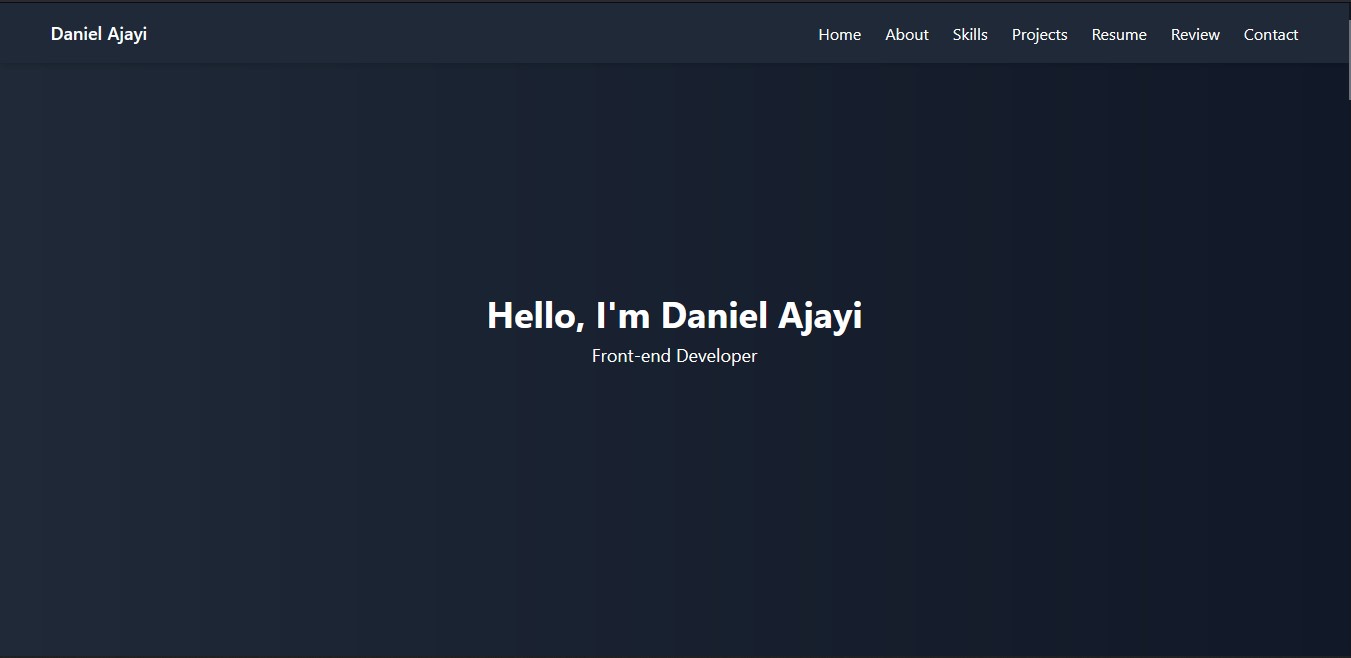 Daniel Ajayi
Home About Skills Projects Resume Review Contact
Hello, I'm Daniel Ajayi
Front-end Developer